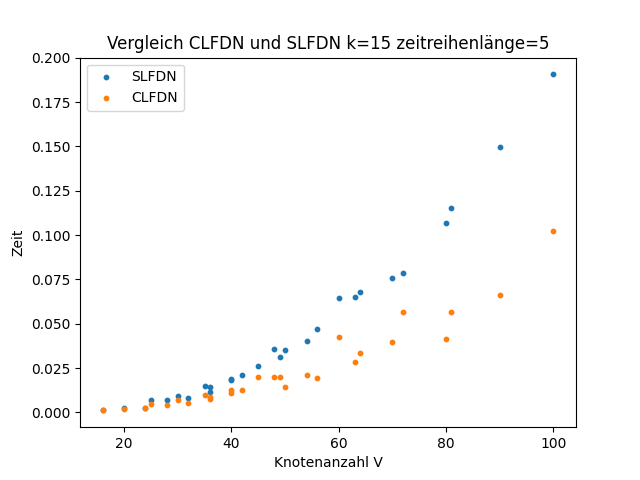 Vergleich CLFDN und SLFDN k=15 zeitreihenlänge=5
SLFDN
CLFDN
0.200
0.175
0.150
0.125
0.100
0.075
0.050
0.025
0.000
Zeit
20 40 60 80 100
Knotenanzahl V